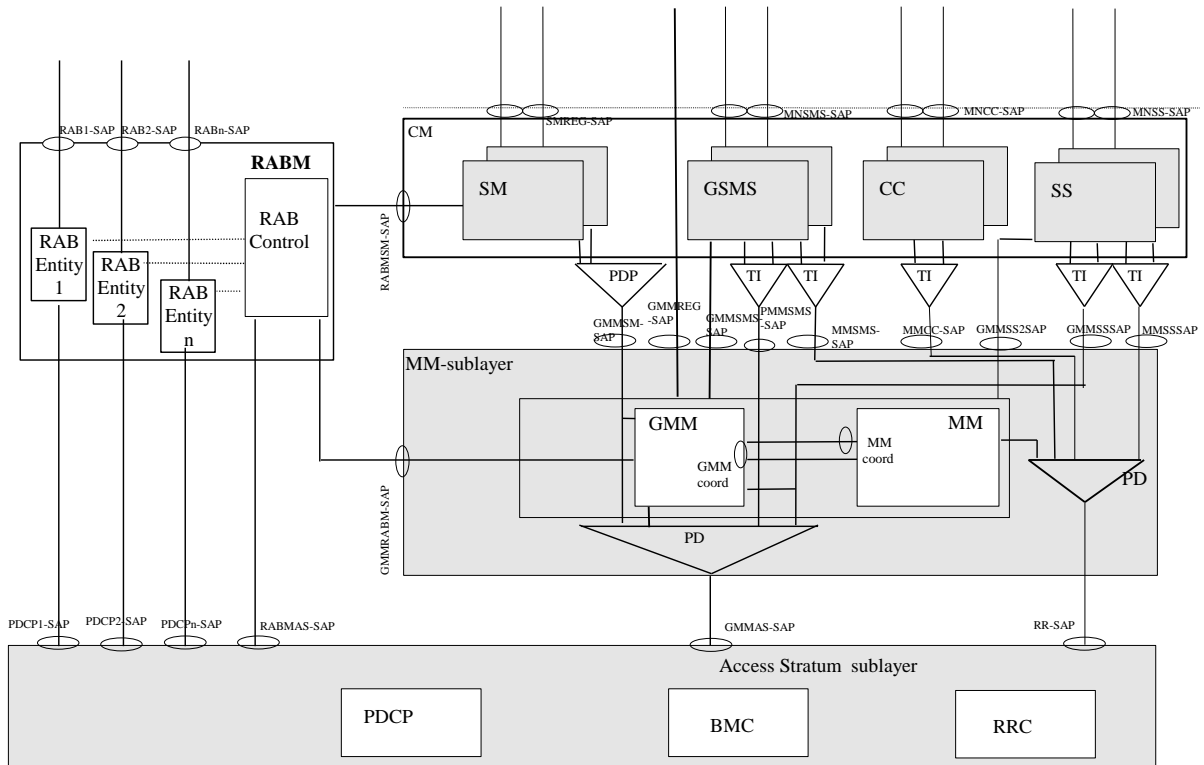 MNSMS-SAP
MNCC-SAP
MNSS-SAP
SMREG-SAP
RAB1-SAP
RAB2-SAP
RABn-SAP
CM
RABM
RAB
Control
SM
GSMS
CC
SS
RABMSM-SAP
RAB
Entity
1
RAB
Entity
2
RAB
Entity
n
PDP
TI
TI
TI
TI
TI
GMMSM-
SAP
GMMREG
-SAP
GMMSMS-
SAP
PMMSMS
-SAP
MMSMS-
SAP
MMCC-SAP
GMMSS2SAP
GMMSSSAP
MMSSSAP
MM-sublayer
GMM
GMM
coord
MM
MM
coord
PD
PD
GMMRABM-SAP
PDCP1-SAP
PDCP2-SAP
PDCPn-SAP
RABMAS-SAP
GMMAS-SAP
RR-SAP
Access Stratum sublayer
PDCP
BMC
RRC